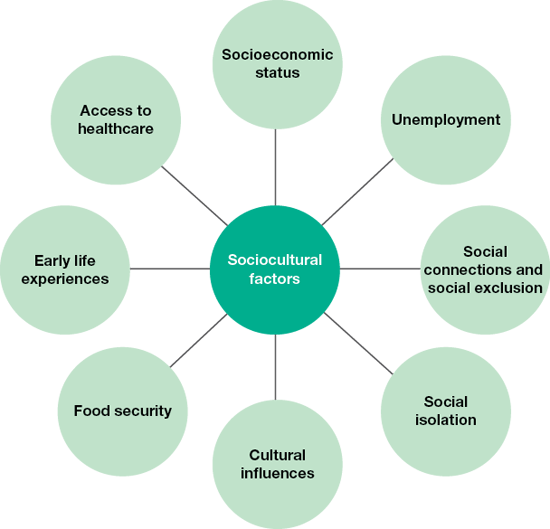 Socioeconomic
status
Unemployment
Social
connections and
social exclusion
Social
isolation
Cultural
influences
Food security
Early life
experiences
Access to
healthcare
Sociocultural
factors